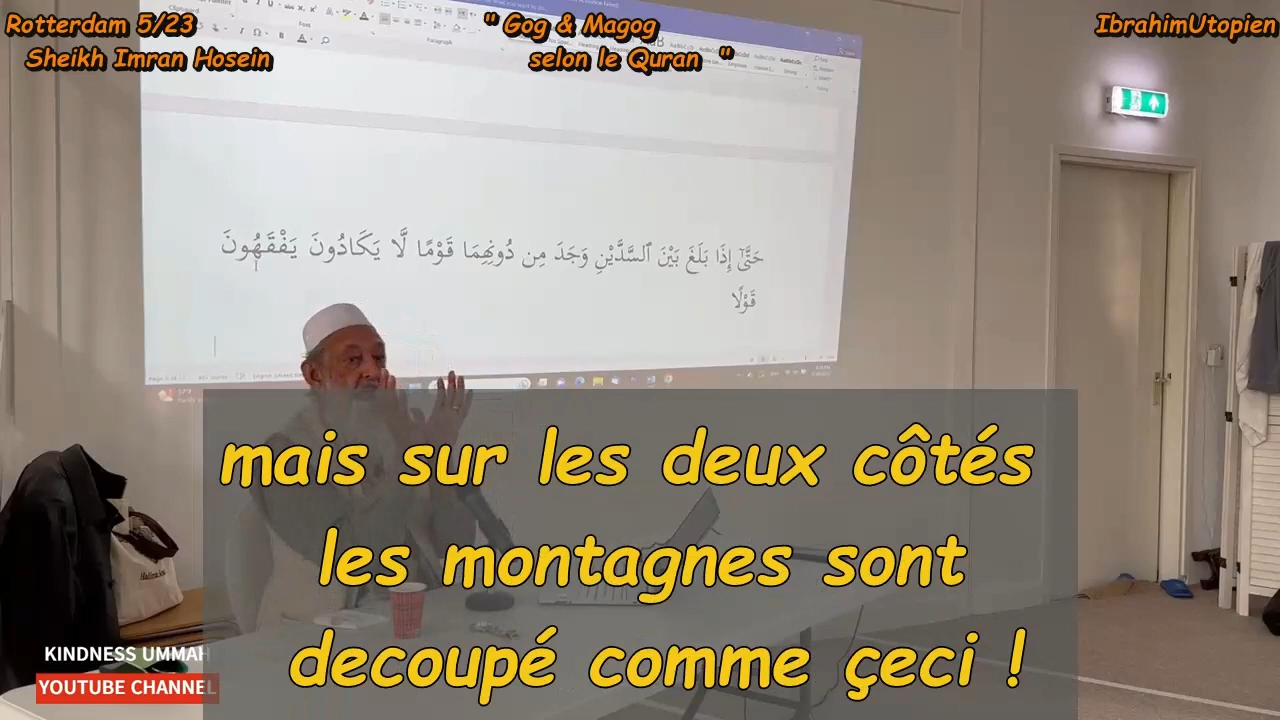 Rotterdam 5/23
Sheikh Imran Hosein
" Gog & Magog
selon le Quran "
IbrahimUtopien
Paragraph
حَتَّىٰٓ إِذَا بَلَغَ بَيْنَ ٱلسَّدَّيْنِ وَجَدَ مِن دُونِهِمَا قَوْمًا لَّا يَكَادُونَ يَفْقَهُونَ
قَوْلًا
mais sur les deux côtés
les montagnes sont
decoupé comme çeci !
KINDNESS UMMAH
YOUTUBE CHANNEL